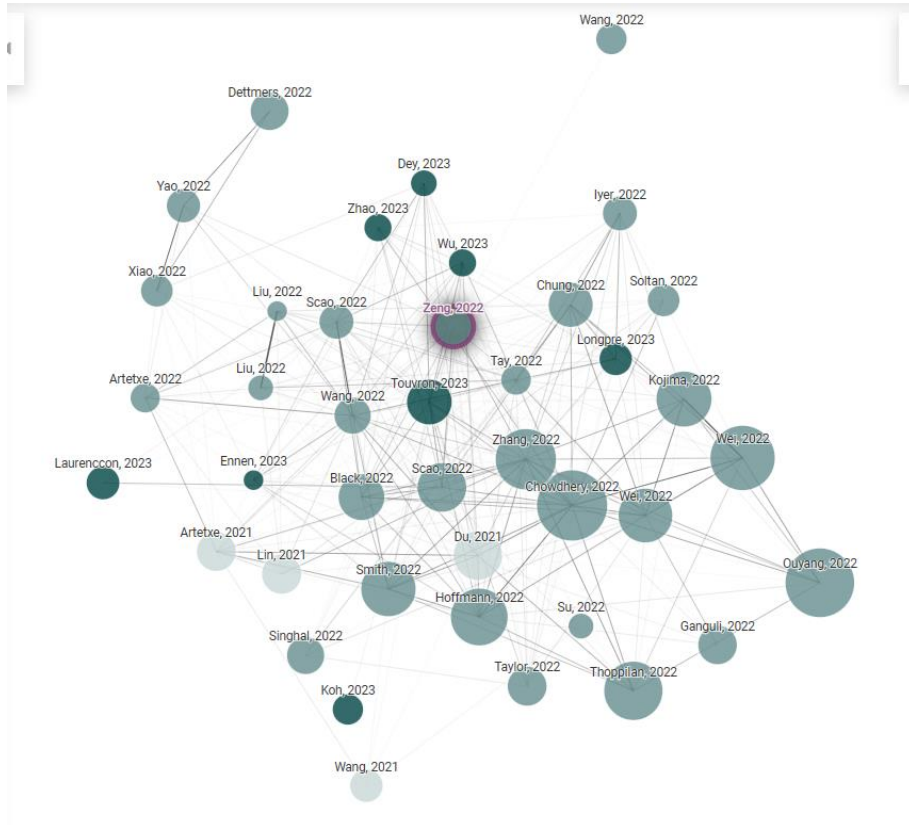 Wang, 2022
Dettmers, 2022
Dey, 2023
Yao, 2022
Iyer, 2022
Zhao, 2023
Wu, 2023
Xiao, 2022
Soltan, 2022
Chung, 2022
Liu, 2022
Scao, 2022
Zeng, 2022
Longpre, 2023
Tay, 2022
Liu, 2022
Artetxe, 2022
Kojima, 2022
Touvron, 2023
Wang, 2022
Wei, 2022
Zhang, 2022
Laurenccon, 2023
Ennen, 2023
Scao, 2022
Black, 2022
Chowdhery, 2022
Wei, 2022
Artetxe, 2021
Du, 2021
Lin, 2021
Ouyang, 2022
Smith, 2022
Hoffmann, 2022
Su, 2022
Ganguli, 2022
Singhal, 2022
Taylor, 2022
Thoppilan, 2022
Koh, 2023
Wang, 2021